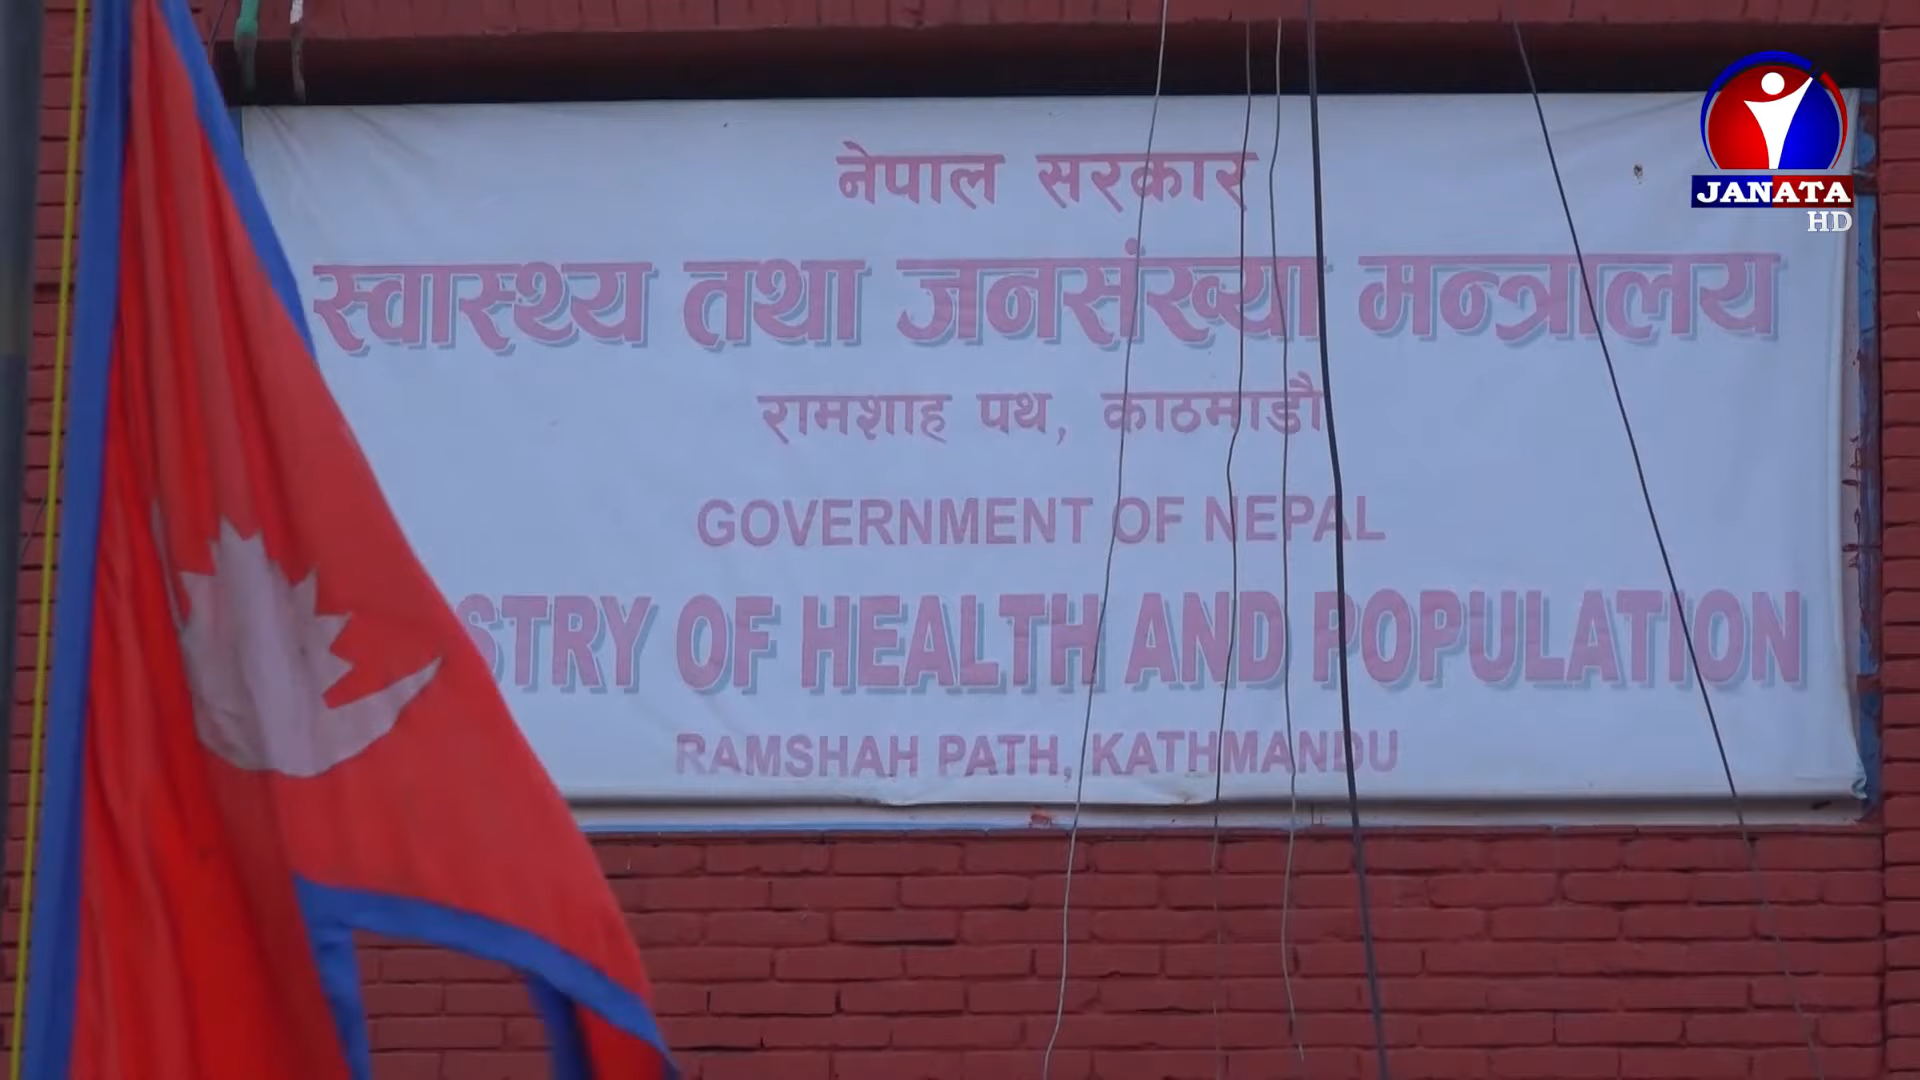 नेपाल सरकार
स्वास्थ्य तथा जनसंख्या मन्त्रालय
रामशाह पथ, काठमाडौं
GOVERNMENT OF NEPAL
STRY OF HEALTH AND POPULATION
RAMSHAH PATH, KATHMANDU
JANATA
HD